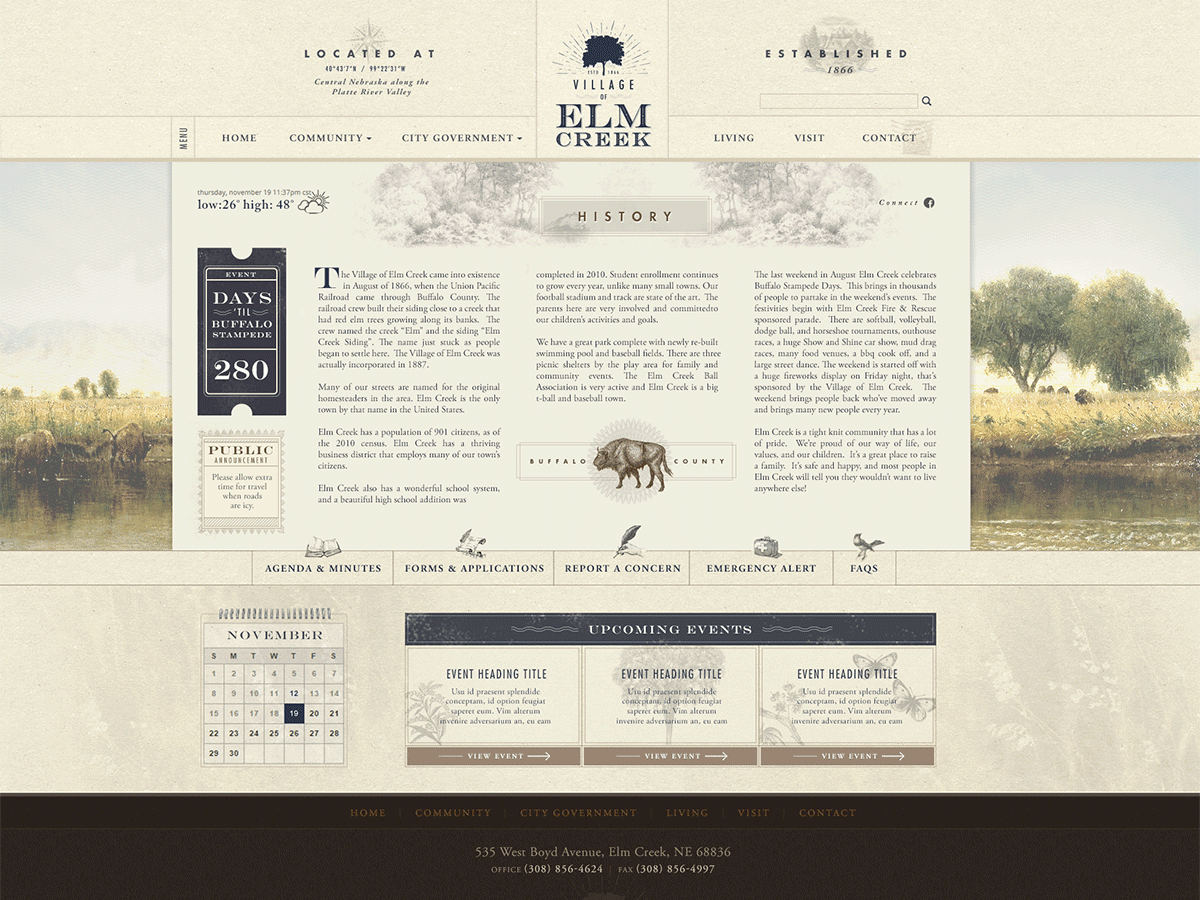 LOCATED AT
40°43'7"N / 99°22'31"W
Central Nebraska along the
Platte River Valley
ESTD 1866
VILLAGE
OF
ELM
CREEK
ESTABLISHED
1866
MENU
HOME
COMMUNITY
CITY GOVERNMENT
LIVING
VISIT
CONTACT
thursday, november 19 11:37pm cst
low:26° high: 48°
HISTORY
Connect
EVENT
DAYS
'TIL
BUFFALO
STAMPEDE
280
PUBLIC
ANNOUNCEMENT
Please allow extra
time for travel
when roads
are icy.
The Village of Elm Creek came into existence
in August of 1866, when the Union Pacific
Railroad came through Buffalo County. The
railroad crew built their siding close to a creek that
had red elm trees growing along its banks. The
crew named the creek “Elm” and the siding “Elm
Creek Siding”. The name just stuck as people
began to settle here. The Village of Elm Creek was
actually incorporated in 1887.
Many of our streets are named for the original
homesteaders in the area. Elm Creek is the only
town by that name in the United States.
Elm Creek has a population of 901 citizens, as of
the 2010 census. Elm Creek has a thriving
business district that employs many of our town's
citizens.
Elm Creek also has a wonderful school system,
and a beautiful high school addition was
completed in 2010. Student enrollment continues
to grow every year, unlike many small towns. Our
football stadium and track are state of the art. The
parents here are very involved and committedto
our children's activities and goals.
We have a great park complete with newly re-built
swimming pool and baseball fields. There are three
picnic shelters by the play area for family and
community events. The Elm Creek Ball
Association is very active and Elm Creek is a big
t-ball and baseball town.
BUFFALO COUNTY
The last weekend in August Elm Creek celebrates
Buffalo Stampede Days. This brings in thousands
of people to partake in the weekend's events. The
festivities begin with Elm Creek Fire & Rescue
sponsored parade. There are softball, volleyball,
dodge ball, and horseshoe tournaments, outhouse
races, a huge Show and Shine car show, mud drag
races, many food venues, a bbq cook off, and a
large street dance. The weekend is started off with
a huge fireworks display on Friday night, that's
sponsored by the Village of Elm Creek. The
weekend brings people back who've moved away
and brings many new people every year.
Elm Creek is a tight knit community that has a lot
of pride. We're proud of our way of life, our
values, and our children. It's a great place to raise
a family. It's safe and happy, and most people in
Elm Creek will tell you they wouldn't want to live
anywhere else!
AGENDA & MINUTES
FORMS & APPLICATIONS
REPORT A CONCERN
EMERGENCY ALERT
FAQS
NOVEMBER
S M T W T F S
1 2 3 4 5 6 7
8 9 10 11 12 13 14
15 16 17 18 19 20 21
22 23 24 25 26 27 28
29 30
UPCOMING EVENTS
EVENT HEADING TITLE
Usu id praesent splendide
conceptam, id option feugiat
saperet eum. Vim alterum
invenire adversarium an, eu eam
VIEW EVENT
EVENT HEADING TITLE
Usu id praesent splendide
conceptam, id option feugiat
saperet eum. Vim alterum
invenire adversarium an, eu eam
VIEW EVENT
EVENT HEADING TITLE
Usu id praesent splendide
conceptam, id option feugiat
saperet eum. Vim alterum
invenire adversarium an, eu eam
VIEW EVENT
HOME | COMMUNITY | CITY GOVERNMENT | LIVING | VISIT | CONTACT
535 West Boyd Avenue, Elm Creek, NE 68836
OFFICE (308) 856-4624 | FAX (308) 856-4997